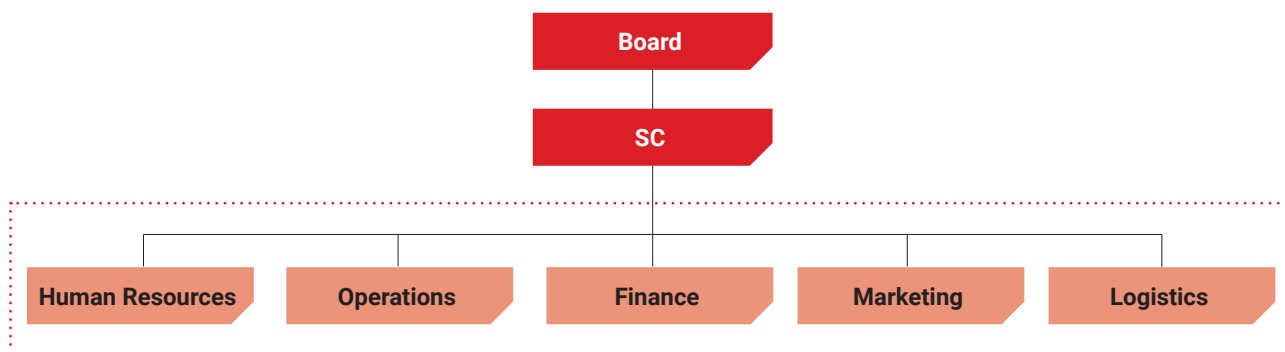 Board
SC
Human Resources
Operations
Finance
Marketing
Logistics